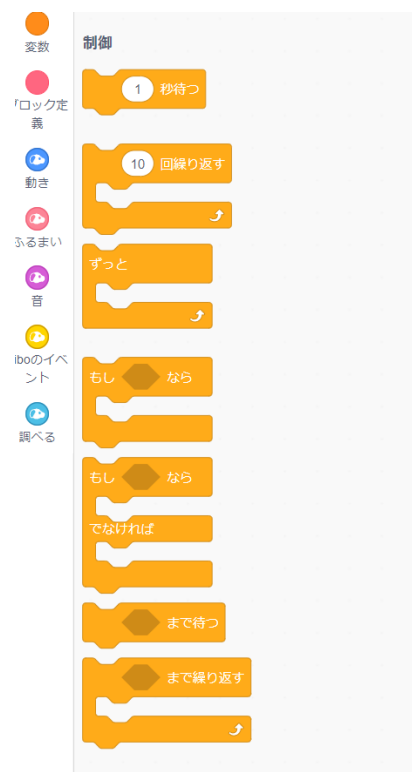 変数
ブロック定
義
動き
ふるまい
音
iboのイベ
ント
調べる
制御
1 秒待つ
10 回繰り返す
ずっと
もし なら
もし なら
でなければ
まで待つ
まで繰り返す